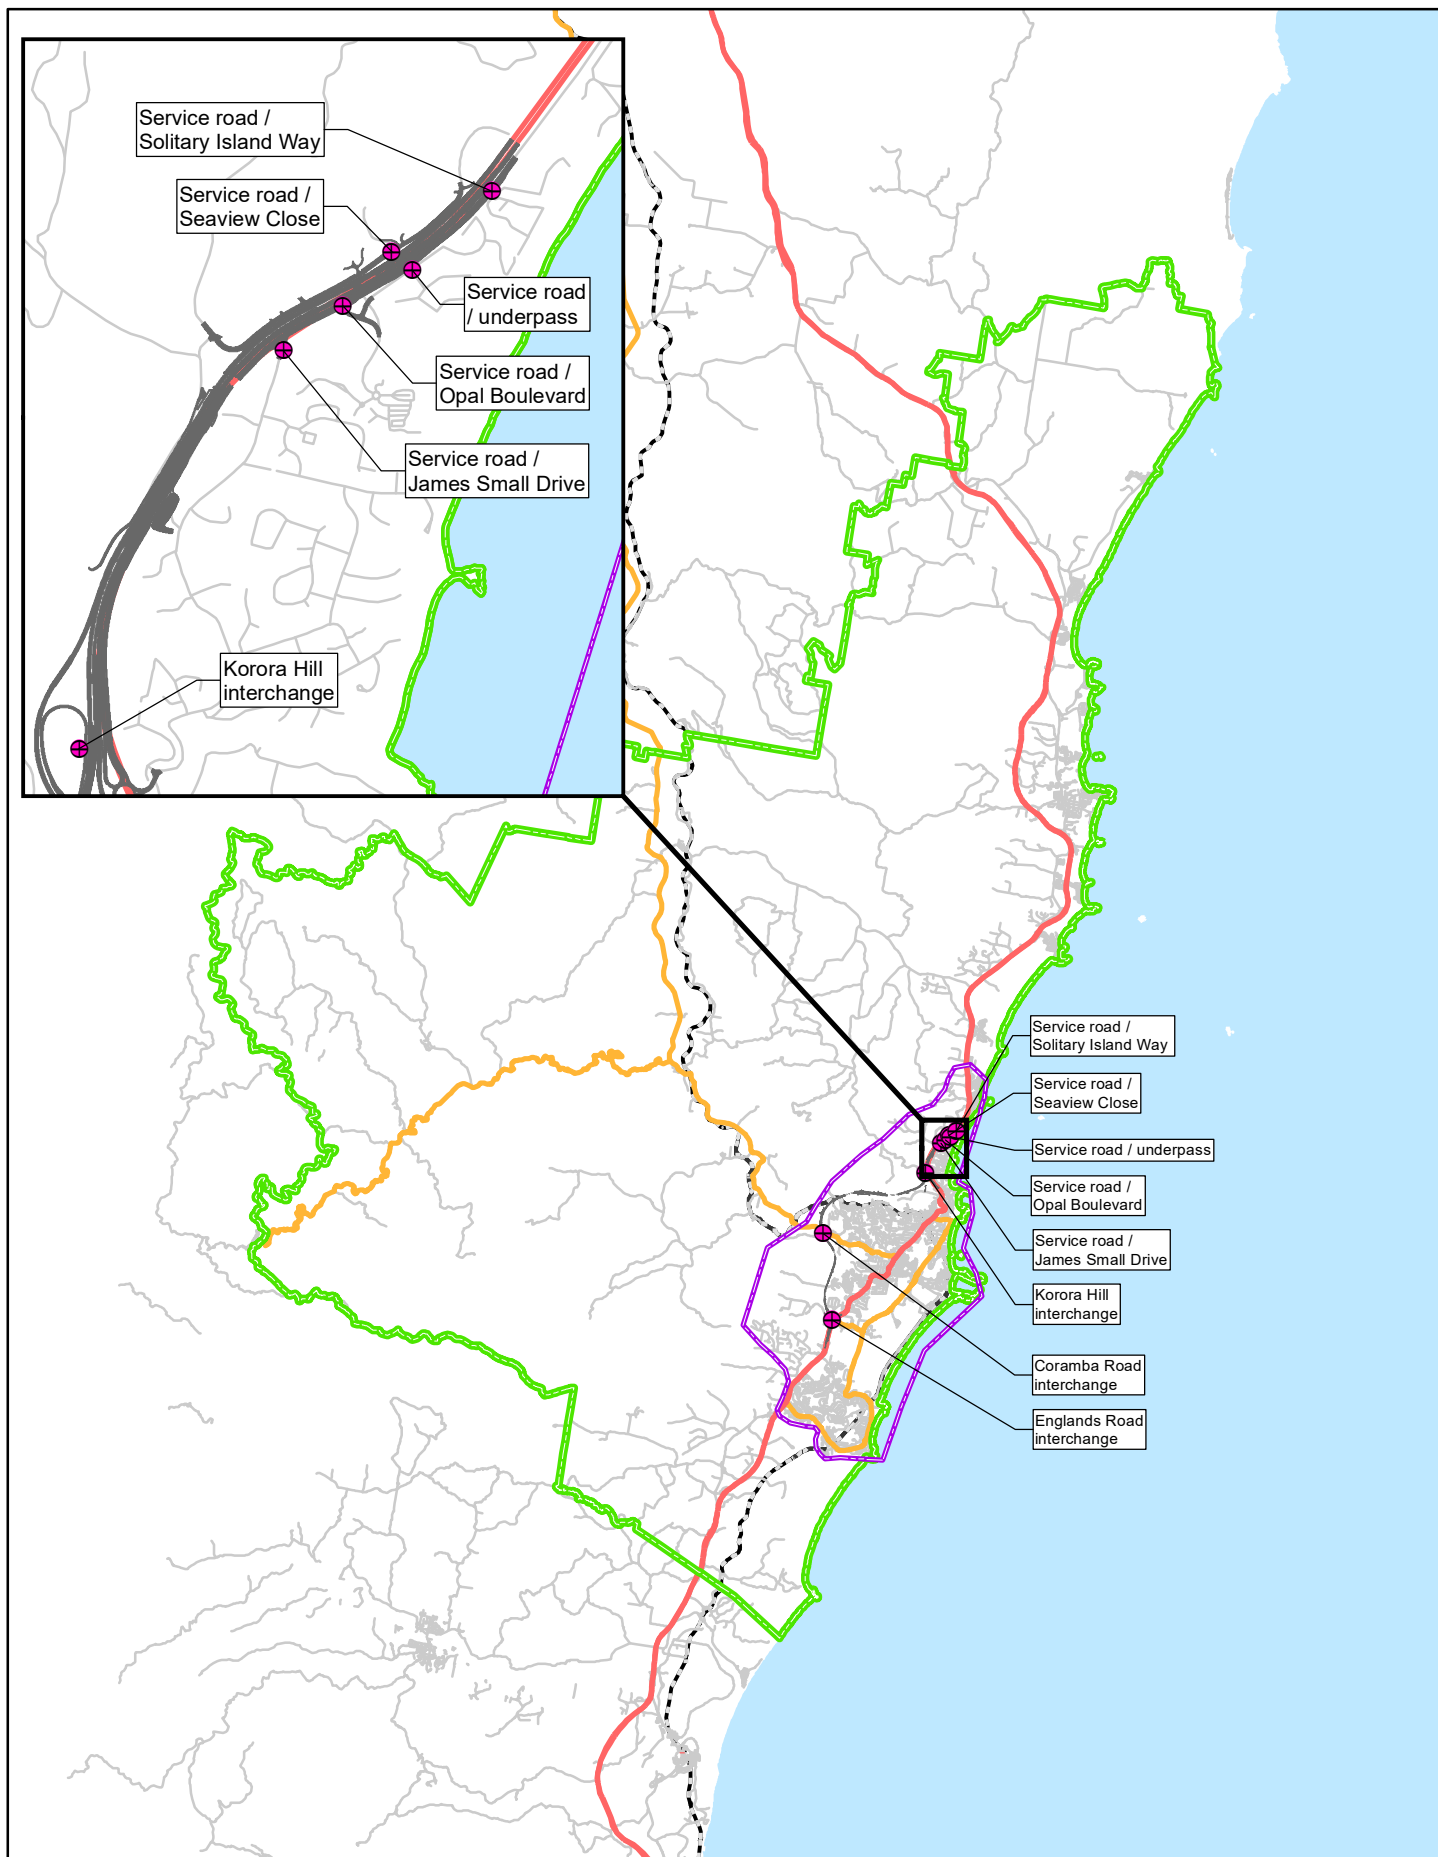 Service road /
Solitary Island Way
Service road /
Seaview Close
Service road
/ underpass
Service road /
Opal Boulevard
Service road /
James Small Drive
Korora Hill
interchange
Service road /
Solitary Island Way
Service road /
Seaview Close
Service road / underpass
Service road /
Opal Boulevard
Service road /
James Small Drive
Korora Hill
interchange
Coramba Road
interchange
Englands Road
interchange